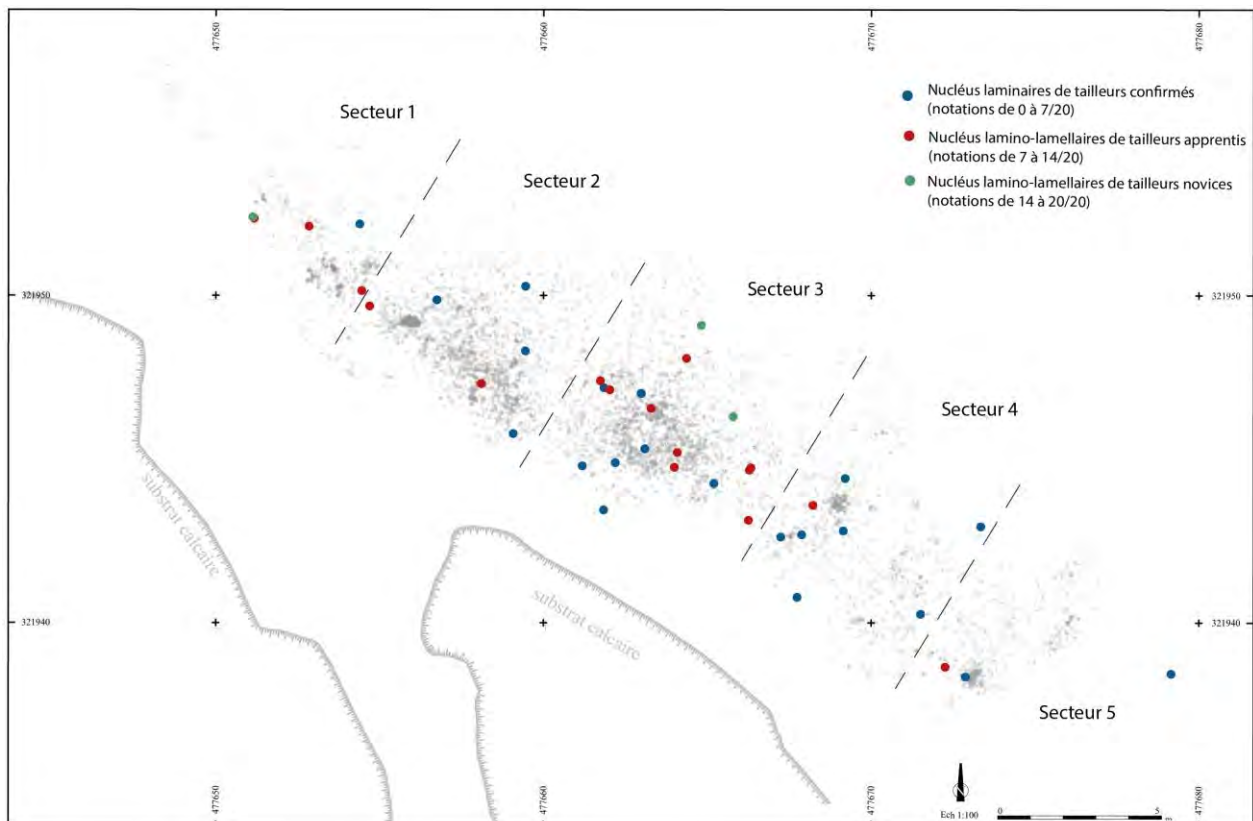 477650
477660
477670
477680
Nucléus laminaires de tailleurs confirmés
(notations de 0 à 7/20)
Secteur 1
Nucléus lamino-lamellaires de tailleurs apprentis
(notations de 7 à 14/20)
Secteur 2
Nucléus lamino-lamellaires de tailleurs novices
(notations de 14 à 20/20)
Secteur 3
321950
321950
Secteur 4
substrat calcaire
substrat calcaire
321940
321940
Secteur 5
N
Ech 1:100
0
5
m
477650
477660
477670
477680